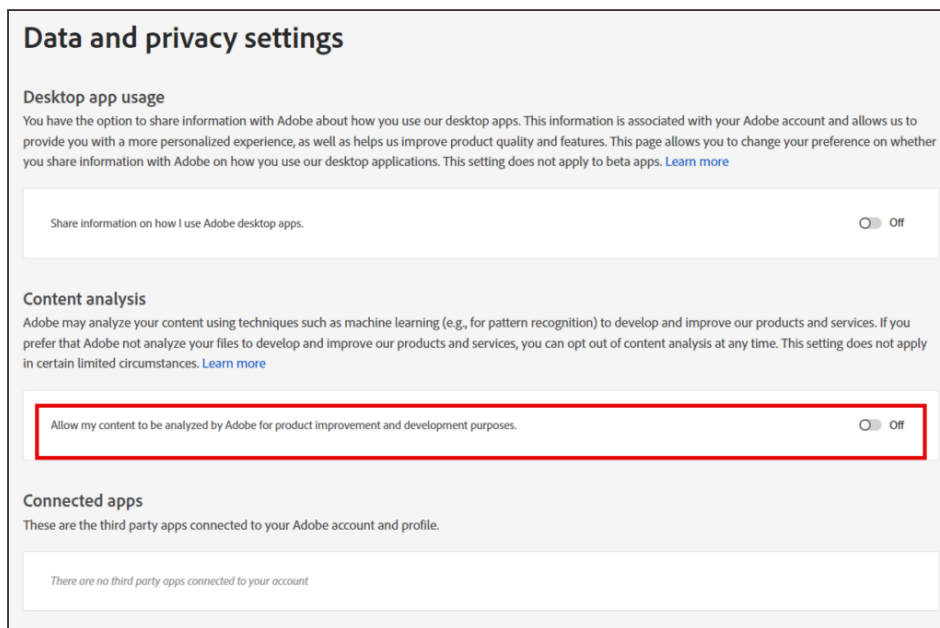 Data and privacy settings
Desktop app usage
You have the option to share information with Adobe about how you use our desktop apps. This information is associated with your Adobe account and allows us to
provide you with a more personalized experience, as well as helps us improve product quality and features. This page allows you to change your preference on whether
you share information with Adobe on how you use our desktop applications. This setting does not apply to beta apps. Learn more
Share information on how I use Adobe desktop apps. Off
Content analysis
Adobe may analyze your content using techniques such as machine learning (e.g., for pattern recognition) to develop and improve our products and services. If you
prefer that Adobe not analyze your files to develop and improve our products and services, you can opt out of content analysis at any time. This setting does not apply
in certain limited circumstances. Learn more
Allow my content to be analyzed by Adobe for product improvement and development purposes. Off
Connected apps
These are the third party apps connected to your Adobe account and profile.
There are no third party apps connected to your account